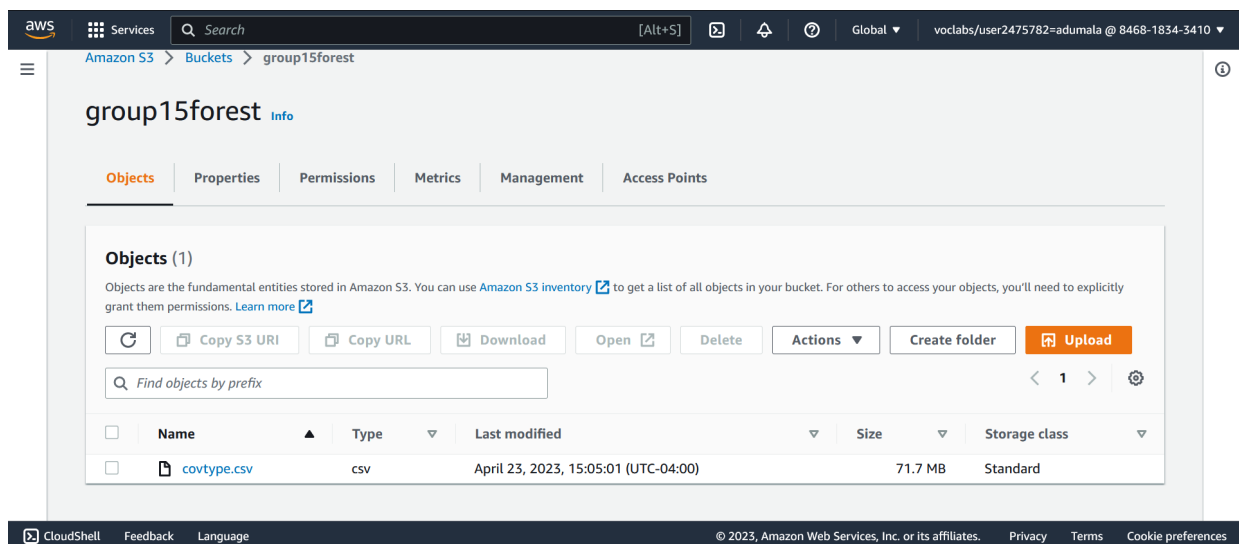 aws Services Search [Alt+S] Global ▼ voclabs/user2475782=adumala @ 8468-1834-3410 ▼
Amazon S3 > Buckets > group15forest
group15forest Info
Objects Properties Permissions Metrics Management Access Points
Objects (1)
Objects are the fundamental entities stored in Amazon S3. You can use Amazon S3 inventory to get a list of all objects in your bucket. For others to access your objects, you'll need to explicitly
grant them permissions. Learn more
Copy S3 URI Copy URL Download Open Delete Actions ▼ Create folder Upload
Find objects by prefix < 1 >
Name ▲ Type Last modified Size Storage class
covtype.csv csv April 23, 2023, 15:05:01 (UTC-04:00) 71.7 MB Standard
CloudShell Feedback Language © 2023, Amazon Web Services, Inc. or its affiliates. Privacy Terms Cookie preferences